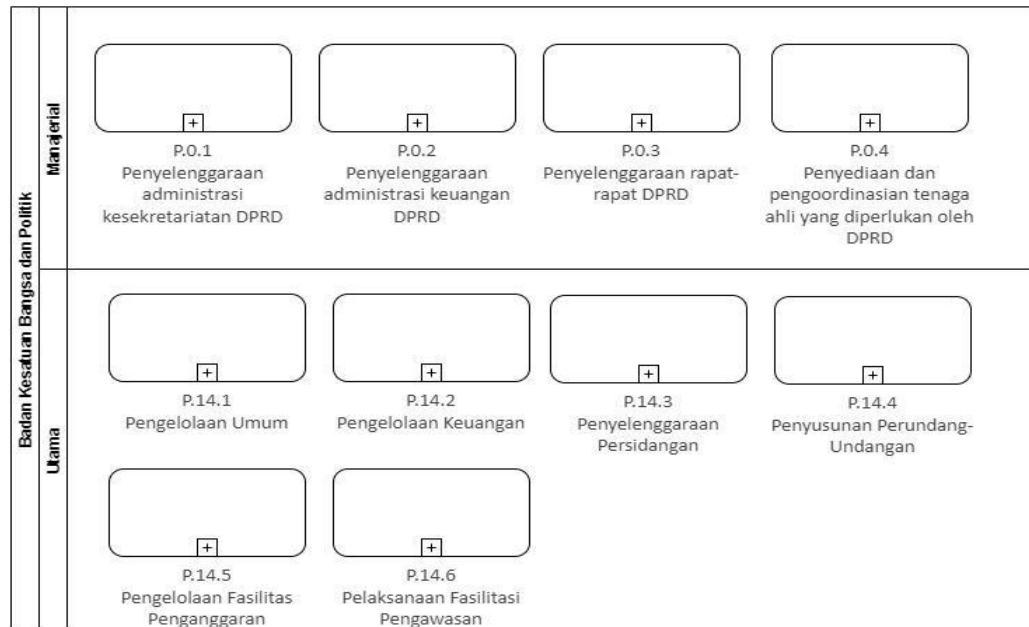 Badan Kesatuan Bangsa dan Politik
Manajerial
P.0.1
Penyelenggaraan
administrasi
kesekretariatan DPRD
P.0.2
Penyelenggaraan
administrasi keuangan
DPRD
P.0.3
Penyelenggaraan rapat-
rapat DPRD
P.0.4
Penyediaan dan
pengoordinasian tenaga
ahli yang diperlukan oleh
DPRD
Utama
P.14.1
Pengelolaan Umum
P.14.2
Pengelolaan Keuangan
P.14.3
Penyelenggaraan
Persidangan
P.14.4
Penyusunan Perundang-
Undangan
P.14.5
Pengelolaan Fasilitas
Penganggaran
P.14.6
Pelaksanaan Fasilitasi
Pengawasan